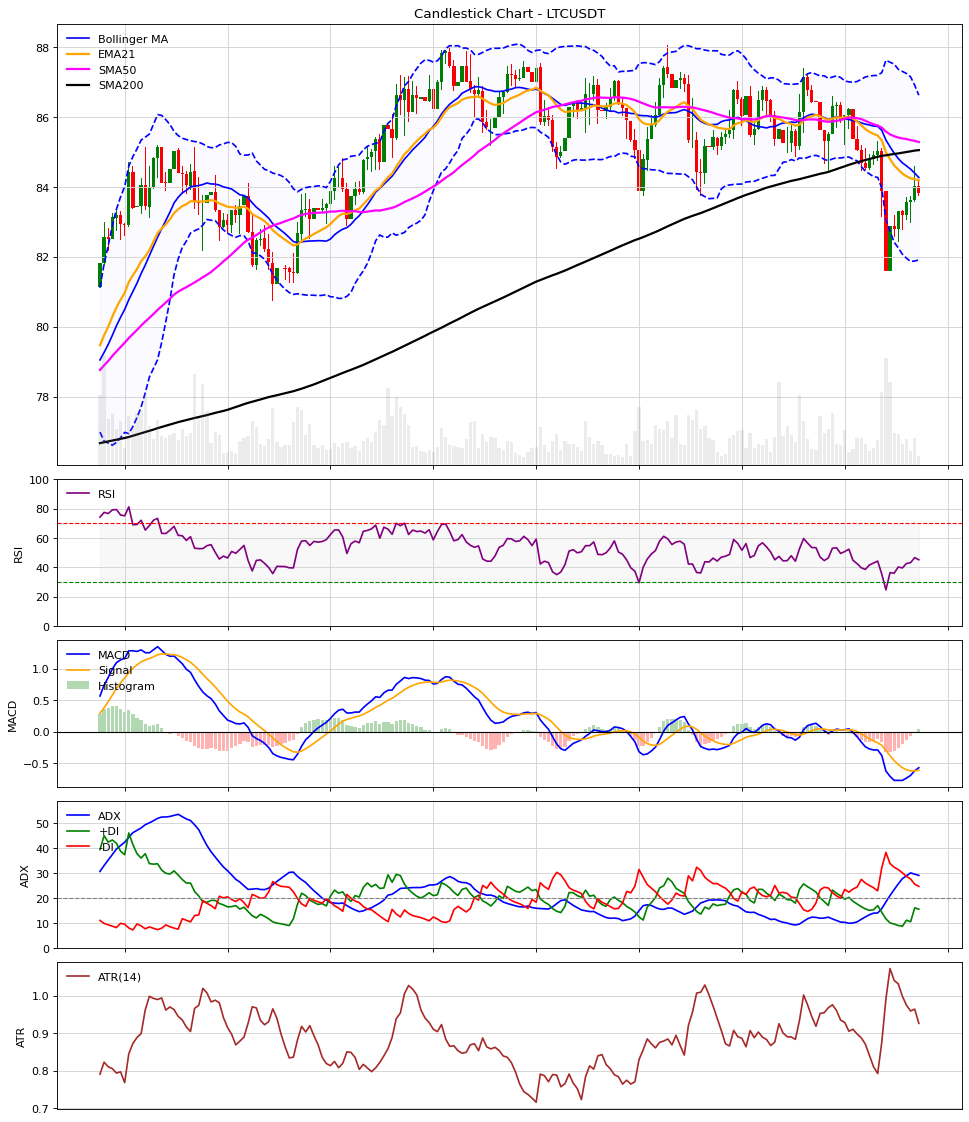 Candlestick Chart - LTCUSDT
Bollinger MA
EMA21
SMA50
SMA200
88
86
84
82
80
78
RSI
RSI
100
80
60
40
20
0
MACD
Signal
Histogram
MACD
1.0
0.5
0.0
−0.5
ADX
+DI
-DI
ADX
50
40
30
20
10
0
ATR(14)
ATR
1.0
0.9
0.8
0.7